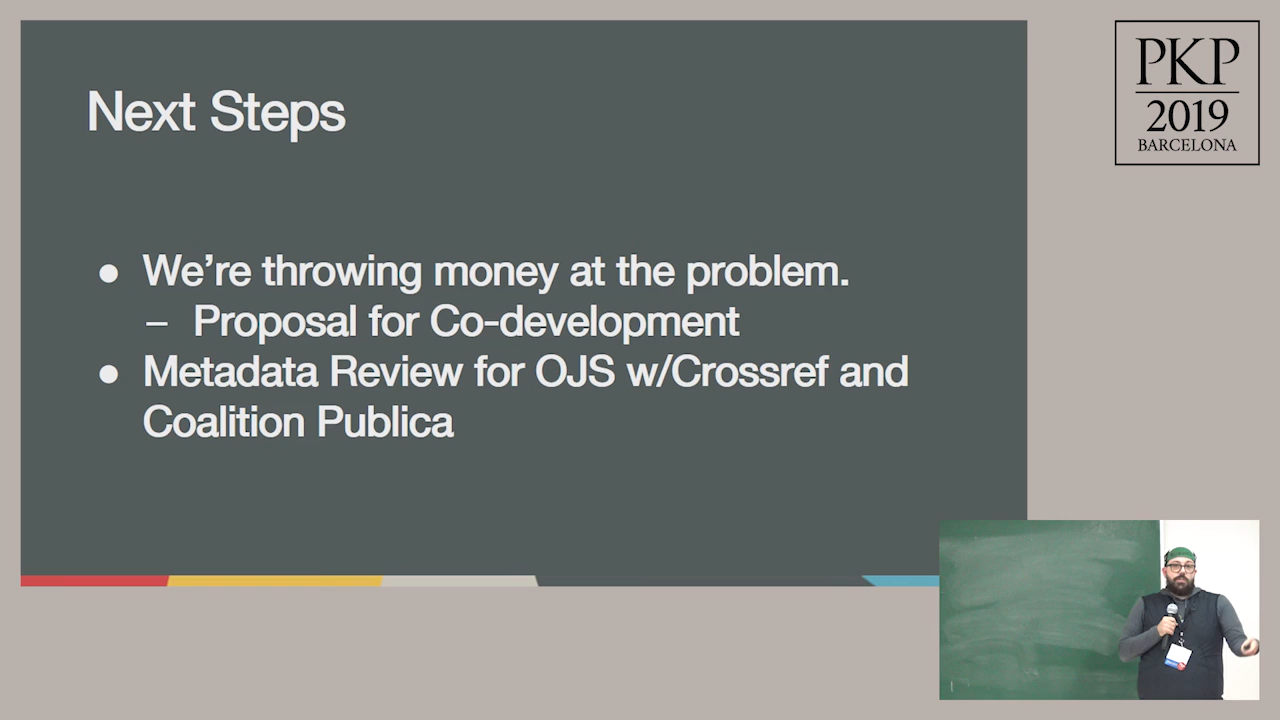 Next Steps
● We're throwing money at the problem.
– Proposal for Co-development
● Metadata Review for OJS w/Crossref and
Coalition Publica
PKP
2019
BARCELONA